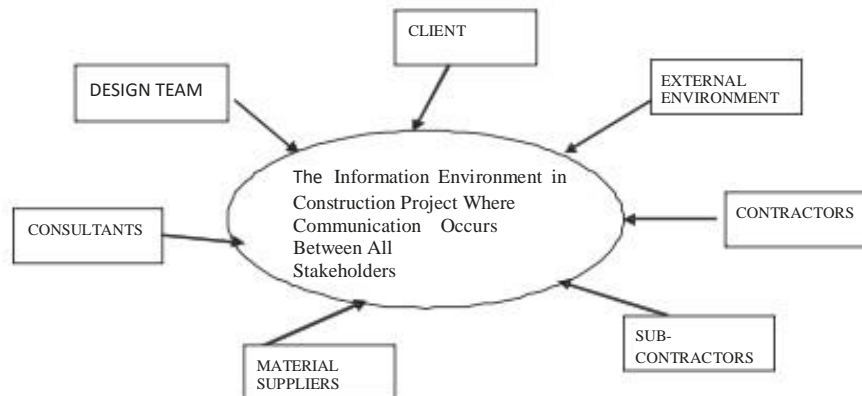 CLIENT
DESIGN TEAM
EXTERNAL
ENVIRONMENT
The Information Environment in
Construction Project Where
Communication Occurs
Between All
Stakeholders
CONSULTANTS
CONTRACTORS
MATERIAL
SUPPLIERS
SUB-
CONTRACTORS